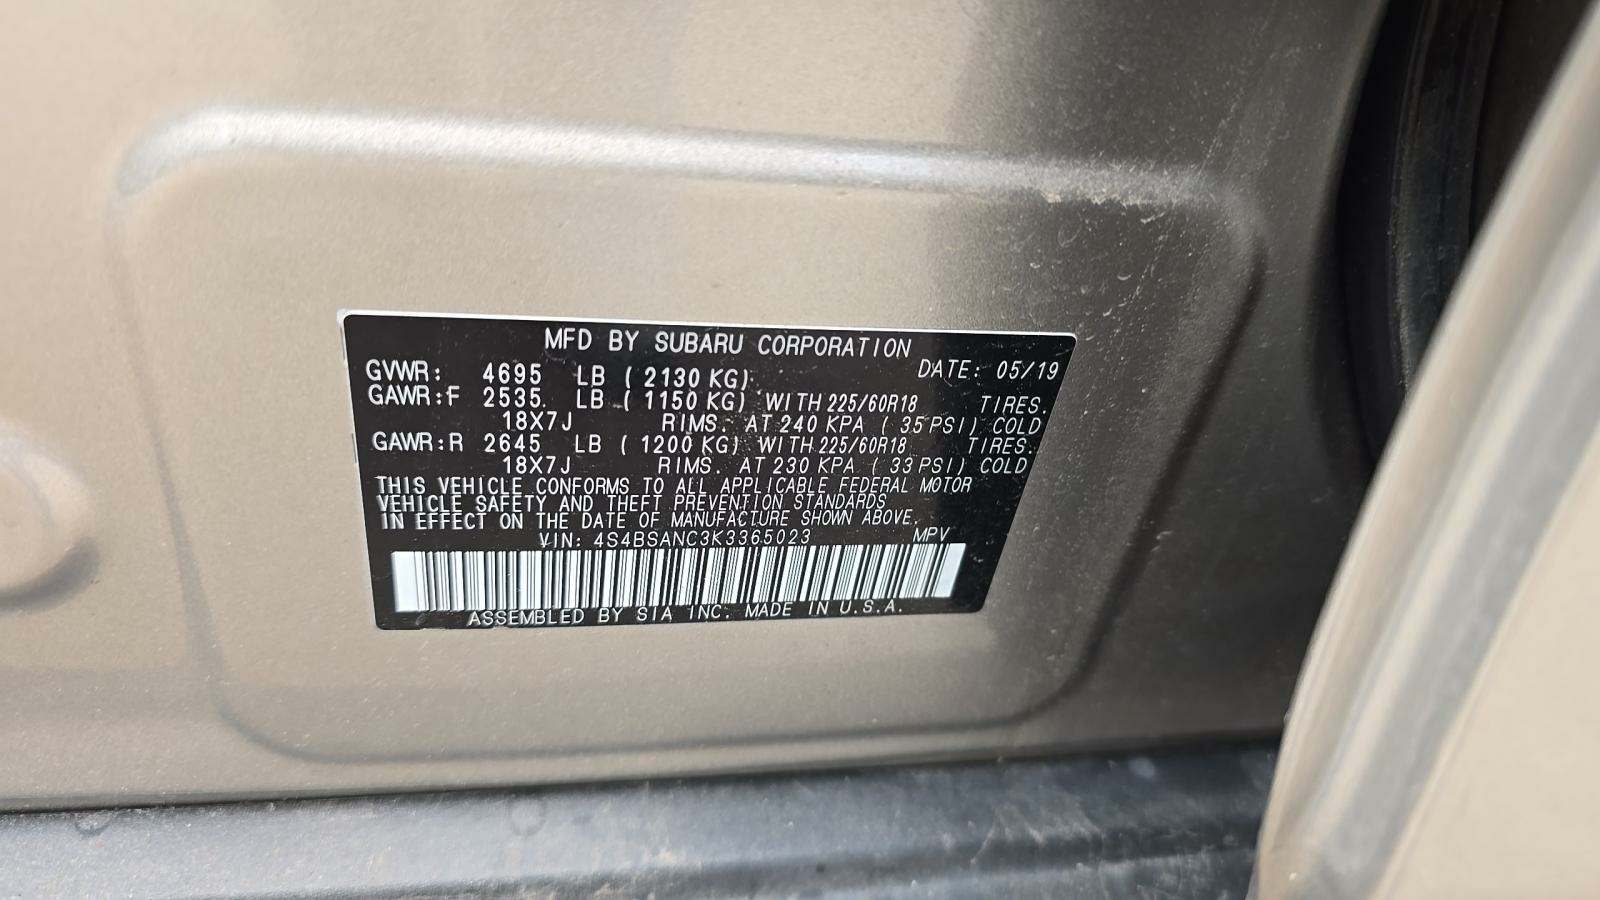 MFD BY SUBARU CORPORATION
GVWR: 4695 LB (2130 KG) DATE: 05/19
GAWR:F 2535 LB (1150 KG) WITH 225/60R18 TIRES.
18X7J RIMS. AT 240 KPA (35 PSI) COLD
GAWR:R 2645 LB (1200 KG) WITH 225/60R18 TIRES.
18X7J RIMS. AT 230 KPA (33 PSI) COLD
THIS VEHICLE CONFORMS TO ALL APPLICABLE FEDERAL MOTOR
VEHICLE SAFETY AND THEFT PREVENTION STANDARDS
IN EFFECT ON THE DATE OF MANUFACTURE SHOWN ABOVE.
VIN: 4S4BSANC3K3365023 MPV
ASSEMBLED BY SIA INC. MADE IN U.S.A.